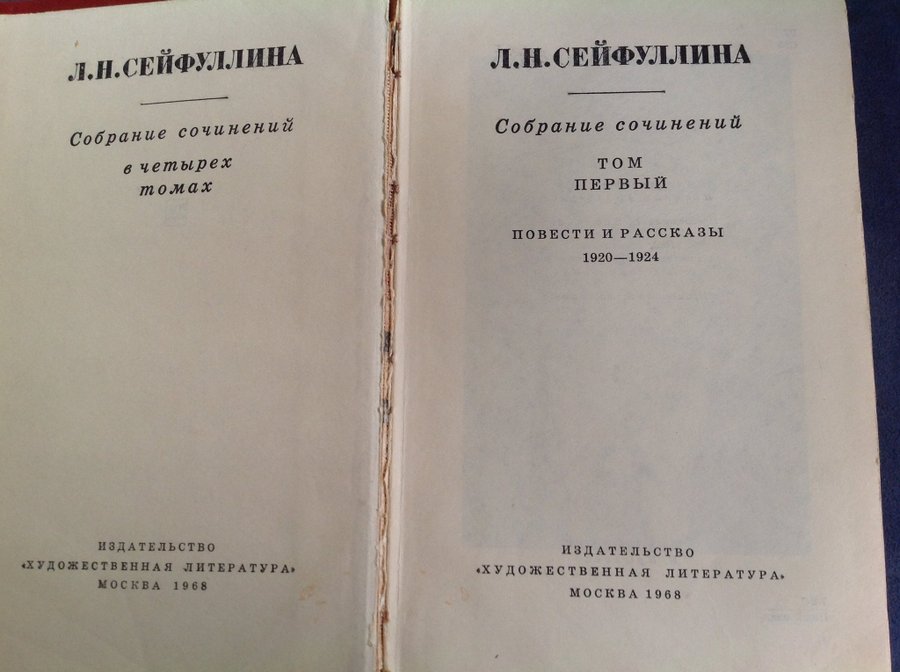 Л.Н.СЕЙФУЛЛИНА
Собрание сочинений
в четырех
томах
ИЗДАТЕЛЬСТВО
«ХУДОЖЕСТВЕННАЯ ЛИТЕРАТУРА»
МОСКВА 1968
Л.Н.СЕЙФУЛЛИНА
Собрание сочинений
ТОМ
ПЕРВЫЙ
ПОВЕСТИ И РАССКАЗЫ
1920—1924
ИЗДАТЕЛЬСТВО
«ХУДОЖЕСТВЕННАЯ ЛИТЕРАТУРА»
МОСКВА 1968